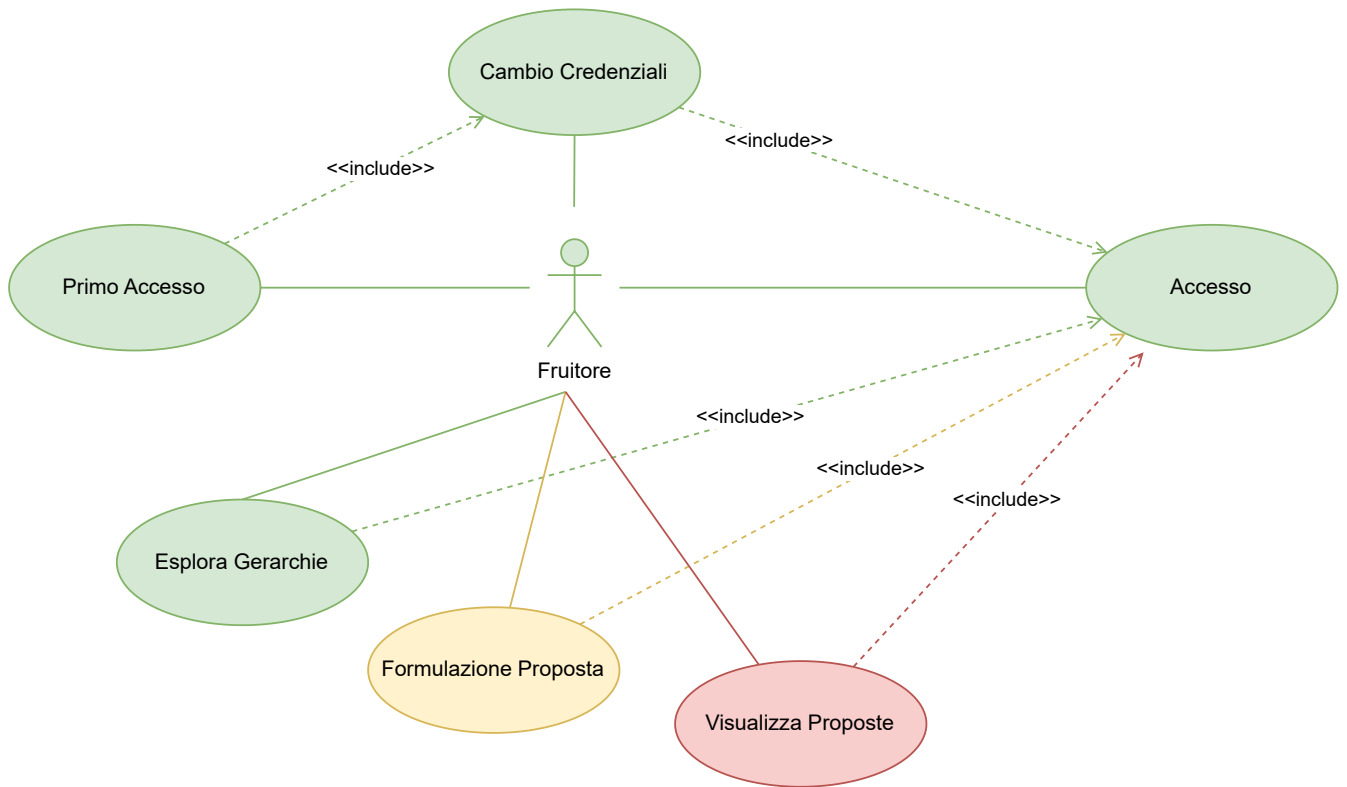 Cambio Credenziali
<<include>>
<<include>>
Primo Accesso
Accesso
Fruitore
<<include>>
<<include>>
<<include>>
Esplora Gerarchie
Formulazione Proposta
Visualizza Proposte